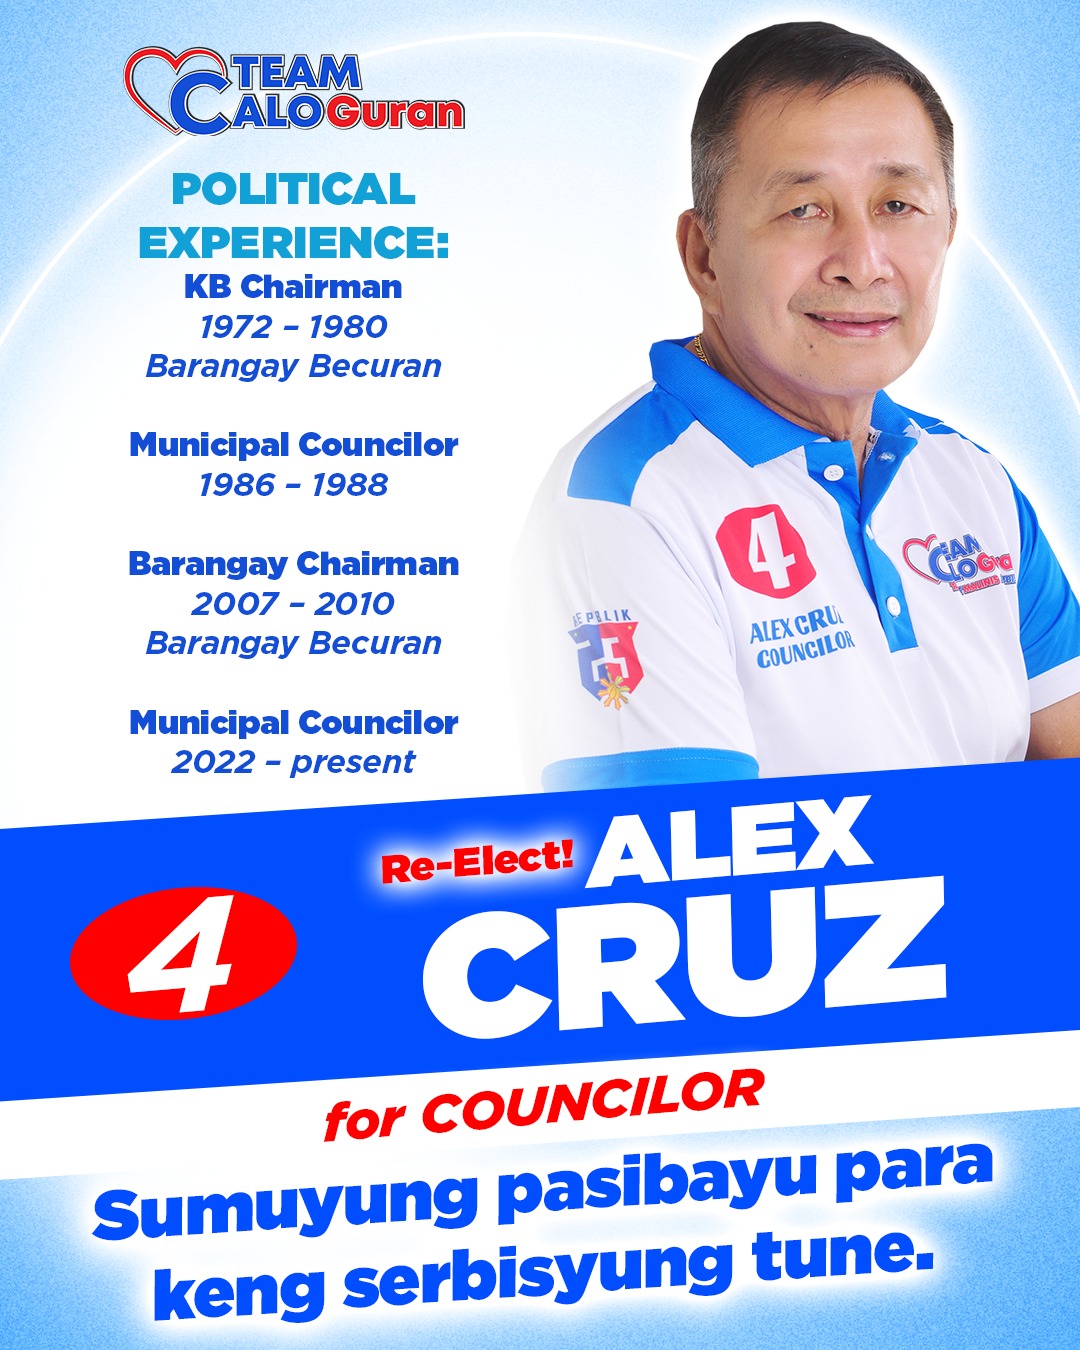 TEAM
CALOGuran
POLITICAL
EXPERIENCE:
KB Chairman
1972 – 1980
Barangay Becuran
Municipal Councilor
1986 – 1988
Barangay Chairman
2007 – 2010
Barangay Becuran
Municipal Councilor
2022 – present
4
ALEX CRUZ
COUNCILOR
REPBLIK
Re-Elect! ALEX
CRUZ
4
for COUNCILOR
Sumuyung pasibayu para
keng serbisyung tune.